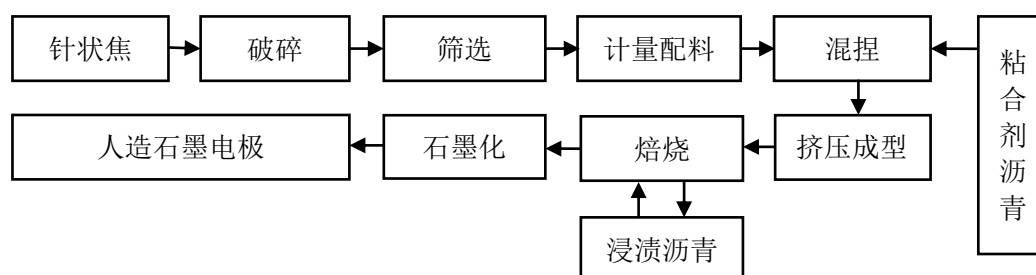 针状焦
破碎
筛选
计量配料
混捏
粘合剂沥青
人造石墨电极
石墨化
焙烧
挤压成型
浸渍沥青